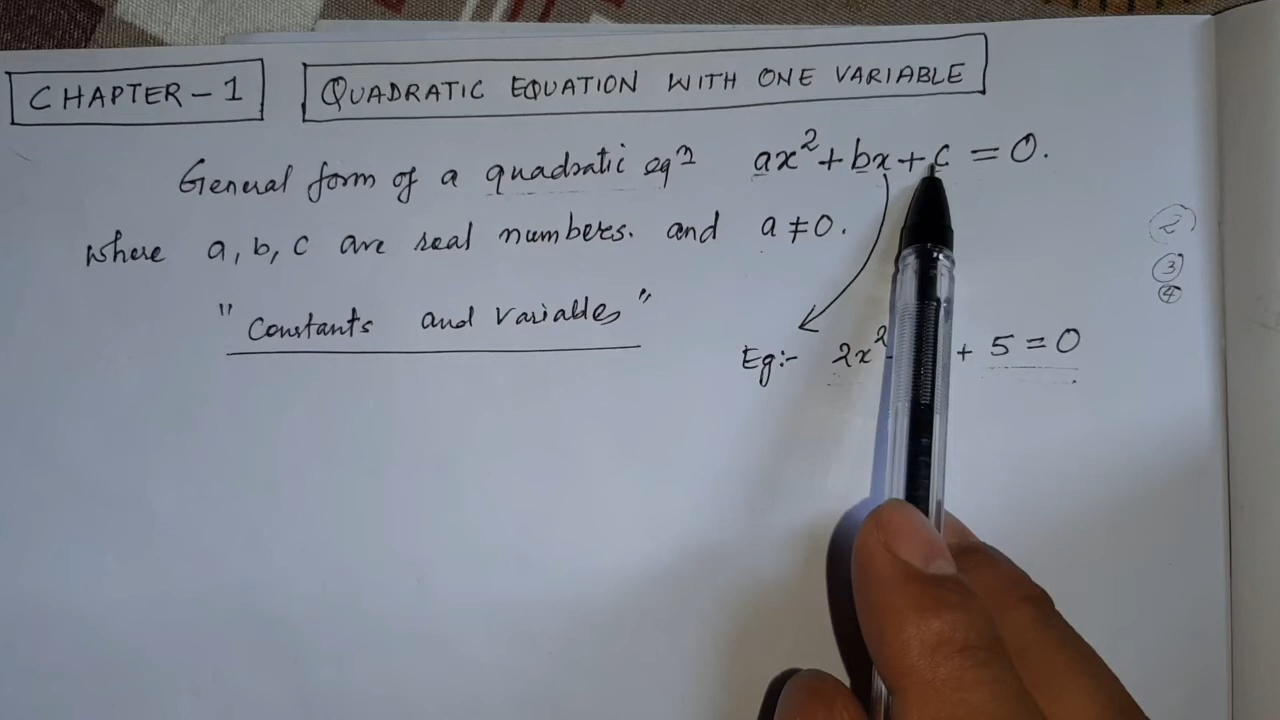 CHAPTER-1 QUADRATIC EQUATION WITH ONE VARIABLE
General form of a quadratic eqn ax²+bx+c=0.
where a, b, c are real numbers. and a≠0.
"Constants and variables"
Eg:- 2x² + 5=0
2
3
4